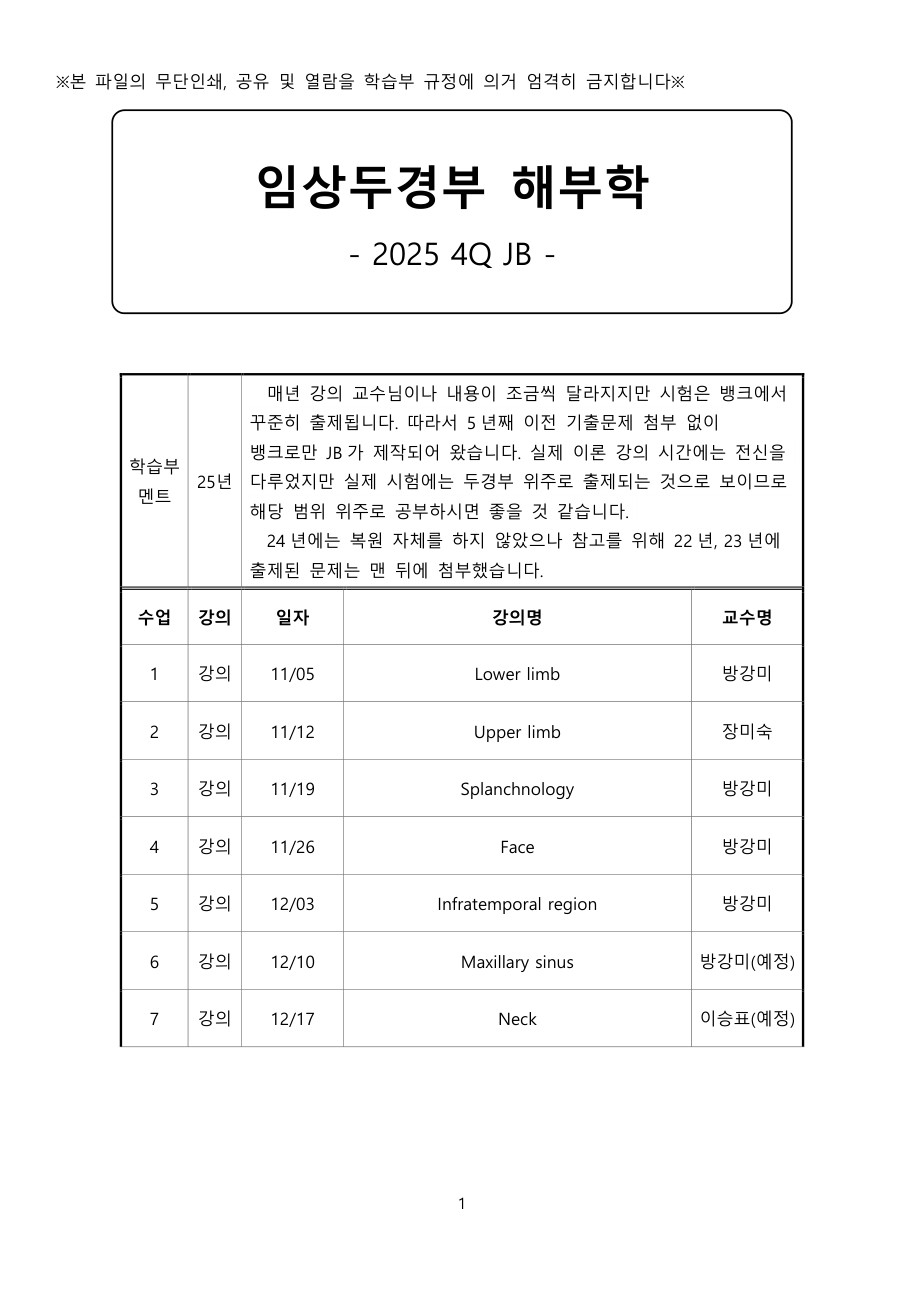 ※본 파일의 무단인쇄, 공유 및 열람을 학습부 규정에 의거 엄격히 금지합니다※
임상두경부 해부학
- 2025 4Q JB -
학습부 멘트
25년
매년 강의 교수님이나 내용이 조금씩 달라지지만 시험은 뱅크에서
꾸준히 출제됩니다. 따라서 5년째 이전 기출문제 첨부 없이
뱅크로만 JB가 제작되어 왔습니다. 실제 이론 강의 시간에는 전신을
다루었지만 실제 시험에는 두경부 위주로 출제되는 것으로 보이므로
해당 범위 위주로 공부하시면 좋을 것 같습니다.
24년에는 복원 자체를 하지 않았으나 참고를 위해 22년, 23년에
출제된 문제는 맨 뒤에 첨부했습니다.
수업 강의 일자 강의명 교수명
1 강의 11/05 Lower limb 방강미
2 강의 11/12 Upper limb 장미숙
3 강의 11/19 Splanchnology 방강미
4 강의 11/26 Face 방강미
5 강의 12/03 Infratemporal region 방강미
6 강의 12/10 Maxillary sinus 방강미(예정)
7 강의 12/17 Neck 이승표(예정)
1